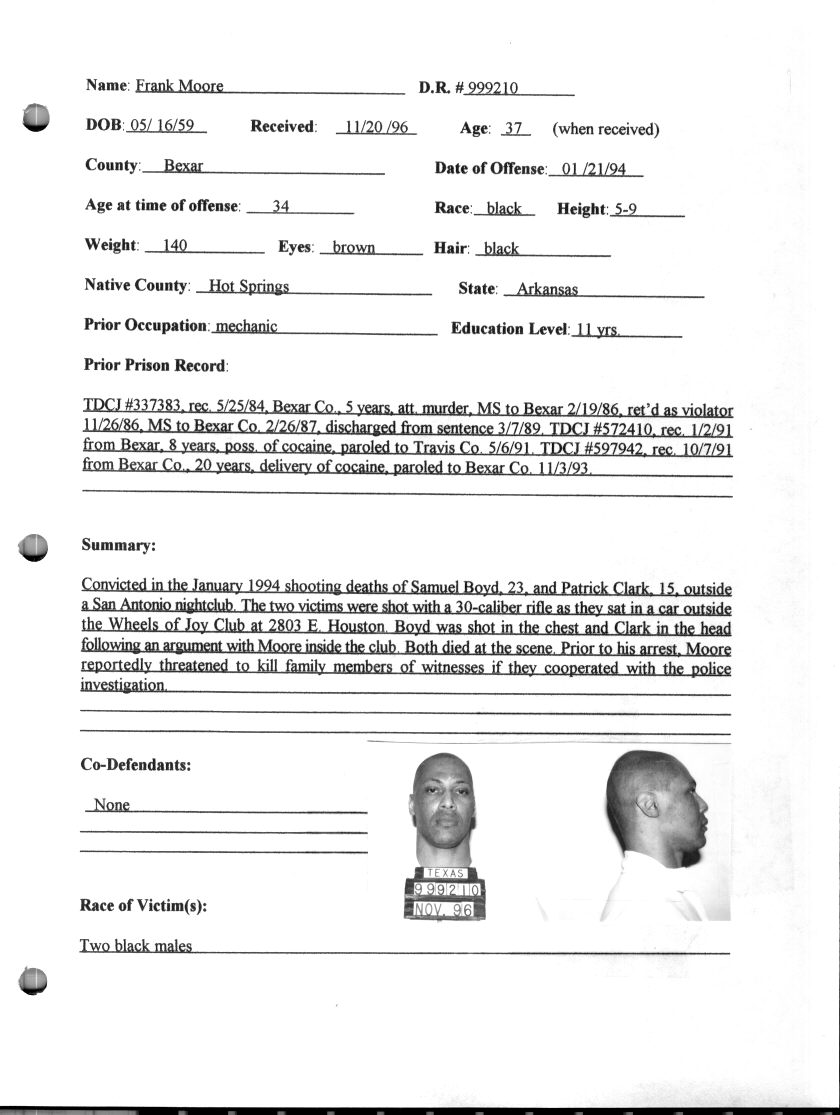 Name: Frank Moore D.R. # 999210
DOB: 05/ 16/59 Received: 11/20 /96 Age: 37 (when received)
County: Bexar Date of Offense: 01 /21/94
Age at time of offense: 34 Race: black Height: 5-9
Weight: 140 Eyes: brown Hair: black
Native County: Hot Springs State: Arkansas
Prior Occupation: mechanic Education Level: 11 yrs.
Prior Prison Record:
TDCJ #337383, rec. 5/25/84, Bexar Co., 5 years, att. murder, MS to Bexar 2/19/86, ret'd as violator
11/26/86, MS to Bexar Co. 2/26/87, discharged from sentence 3/7/89. TDCJ #572410, rec. 1/2/91
from Bexar, 8 years, poss. of cocaine, paroled to Travis Co. 5/6/91. TDCJ #597942, rec. 10/7/91
from Bexar Co., 20 years, delivery of cocaine, paroled to Bexar Co. 11/3/93.
Summary:
Convicted in the January 1994 shooting deaths of Samuel Boyd, 23, and Patrick Clark, 15, outside
a San Antonio nightclub. The two victims were shot with a 30-caliber rifle as they sat in a car outside
the Wheels of Joy Club at 2803 E. Houston. Boyd was shot in the chest and Clark in the head
following an argument with Moore inside the club. Both died at the scene. Prior to his arrest, Moore
reportedly threatened to kill family members of witnesses if they cooperated with the police
investigation.
Co-Defendants:
None
TEXAS
999210
NOV. 96
Race of Victim(s):
Two black males